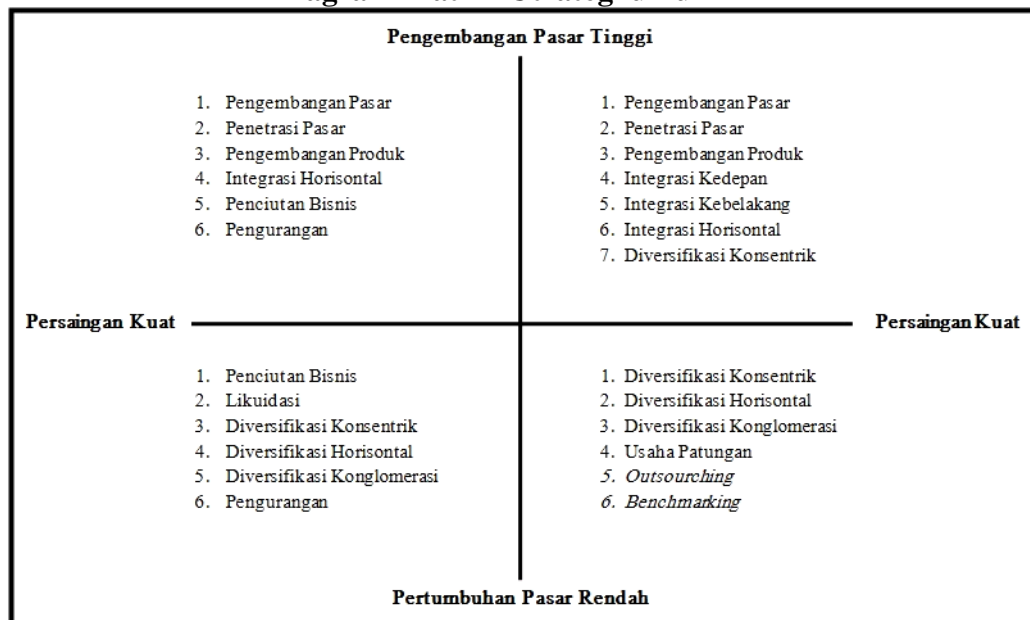 Pengembangan Pasar Tinggi
1. Pengembangan Pasar
2. Penetrasi Pasar
3. Pengembangan Produk
4. Integrasi Horisontal
5. Penciutan Bisnis
6. Pengurangan
1. Pengembangan Pasar
2. Penetrasi Pasar
3. Pengembangan Produk
4. Integrasi Kedepan
5. Integrasi Kebelakang
6. Integrasi Horisontal
7. Diversifikasi Konsentrik
Persaingan Kuat
Persaingan Kuat
1. Penciutan Bisnis
2. Likuidasi
3. Diversifikasi Konsentrik
4. Diversifikasi Horisontal
5. Diversifikasi Konglomerasi
6. Pengurangan
1. Diversifikasi Konsentrik
2. Diversifikasi Horisontal
3. Diversifikasi Konglomerasi
4. Usaha Patungan
5. Outsourching
6. Benchmarking
Pertumbuhan Pasar Rendah